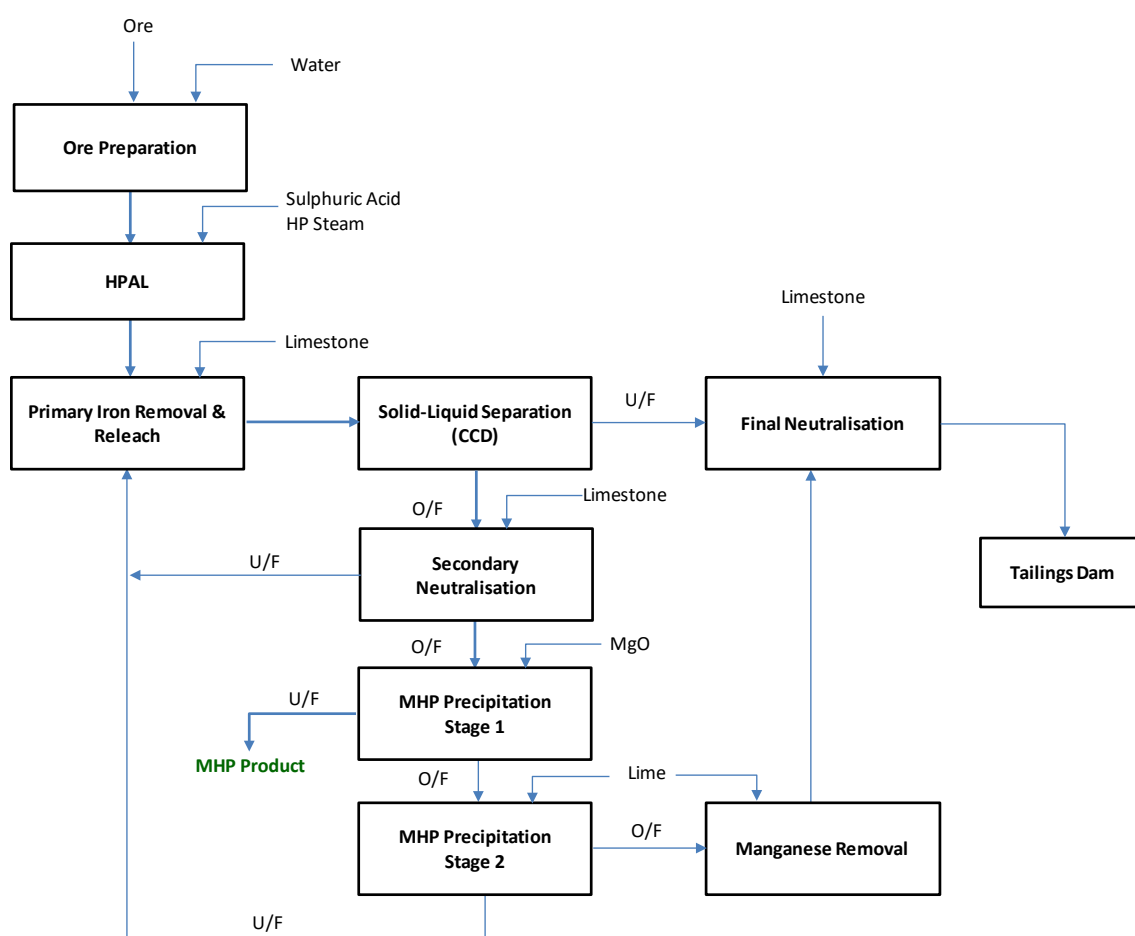 Ore
Water
Ore Preparation
Sulphuric Acid
HP Steam
HPAL
Limestone
Limestone
Primary Iron Removal &
Releach
Solid-Liquid Separation
(CCD)
U/F
Final Neutralisation
O/F
Limestone
U/F
Secondary
Neutralisation
Tailings Dam
O/F
MgO
U/F
MHP Precipitation
Stage 1
MHP Product
O/F
Lime
MHP Precipitation
Stage 2
O/F
Manganese Removal
U/F